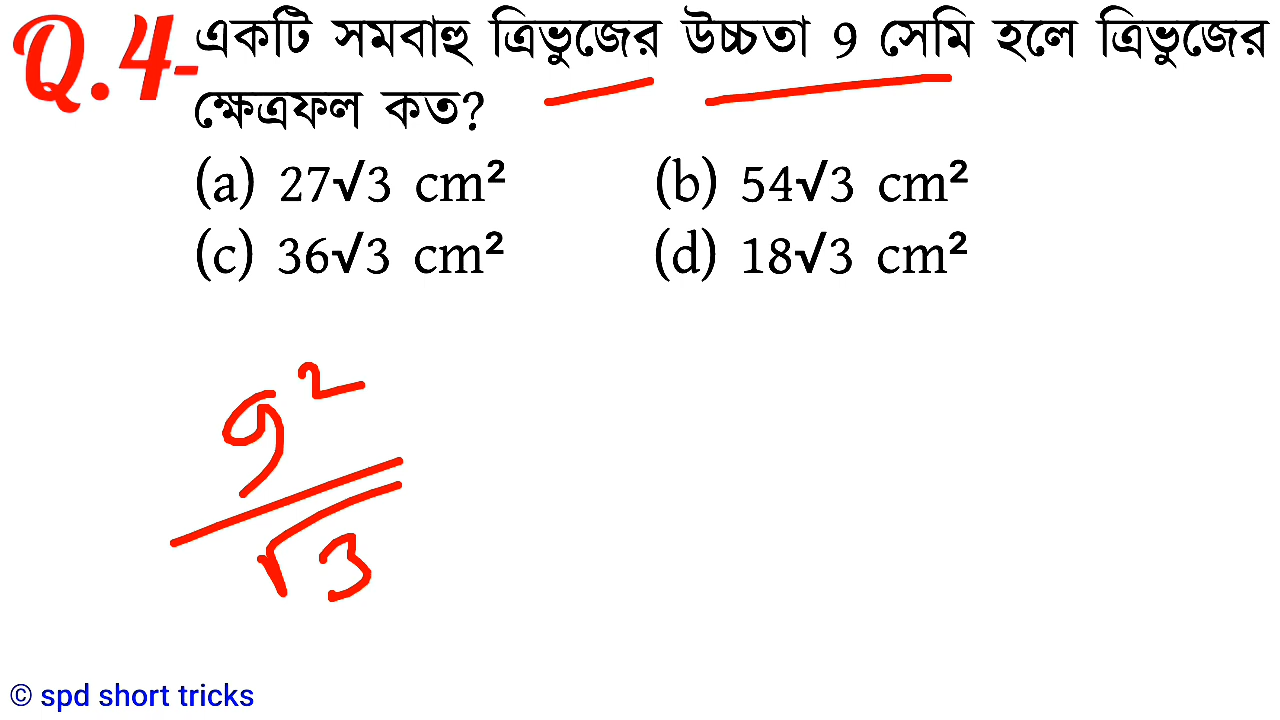 Q.4- একটি সমবাহু ত্রিভুজের উচ্চতা 9 সেমি হলে ত্রিভুজের
ক্ষেত্রফল কত?
(a) 27√3 cm² (b) 54√3 cm²
(c) 36√3 cm² (d) 18√3 cm²
9²
√3
© spd short tricks